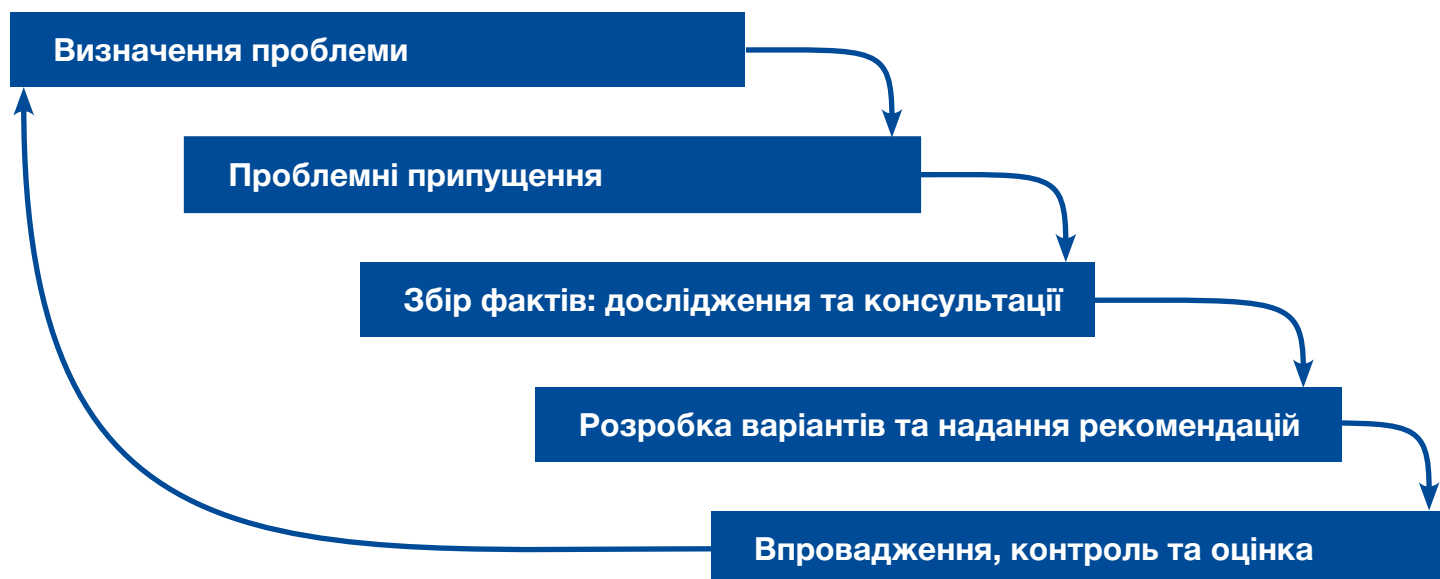 Визначення проблеми
Проблемні припущення
Збір фактів: дослідження та консультації
Розробка варіантів та надання рекомендацій
Впровадження, контроль та оцінка